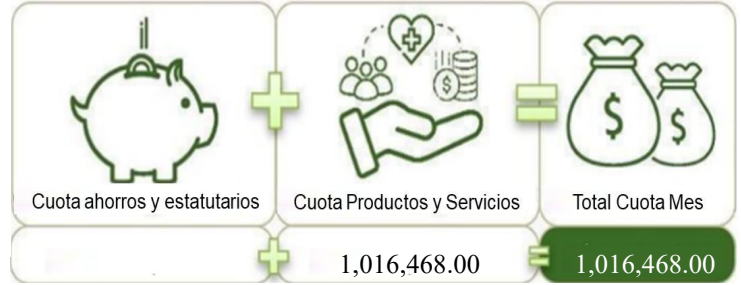 Cuota ahorros y estatutarios
Cuota Productos y Servicios
Total Cuota Mes
1,016,468.00
1,016,468.00